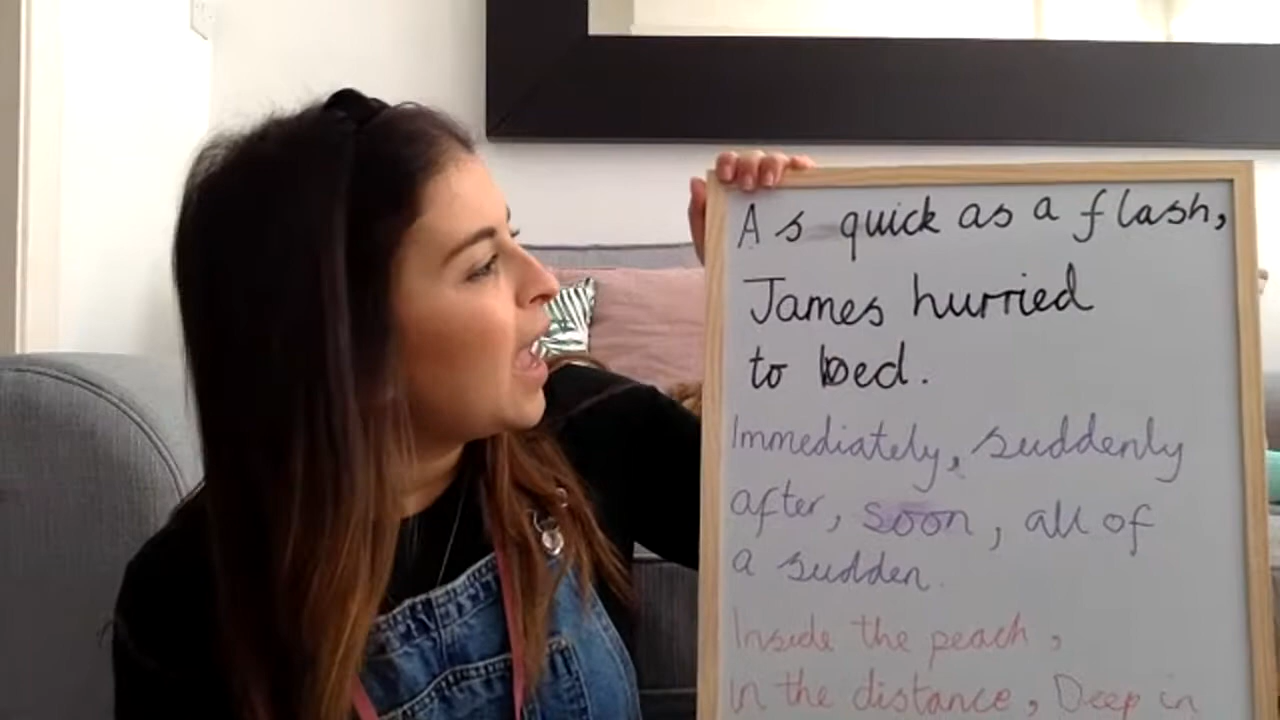 As quick as a flash,
James hurried
to bed.
Immediately, suddenly
after, soon, all of
a sudden.
Inside the peach,
in the distance, Deep in